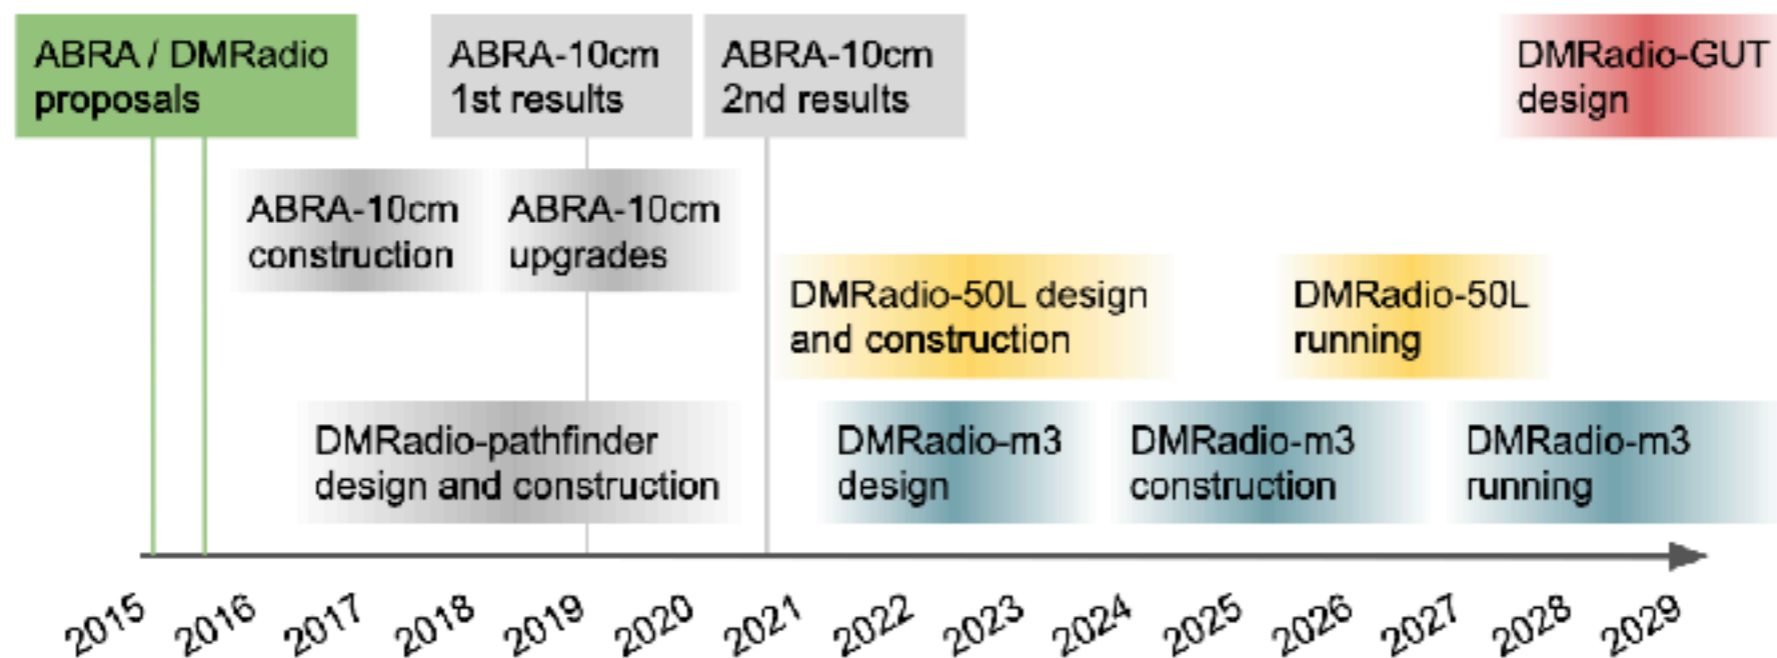 ABRA / DMRadio
proposals
ABRA-10cm
1st results
ABRA-10cm
2nd results
DMRadio-GUT
design
ABRA-10cm
construction
ABRA-10cm
upgrades
DMRadio-50L design
and construction
DMRadio-50L
running
DMRadio-pathfinder
design and construction
DMRadio-m3
design
DMRadio-m3
construction
DMRadio-m3
running
2015
2016
2017
2018
2019
2020
2021
2022
2023
2024
2025
2026
2027
2028
2029